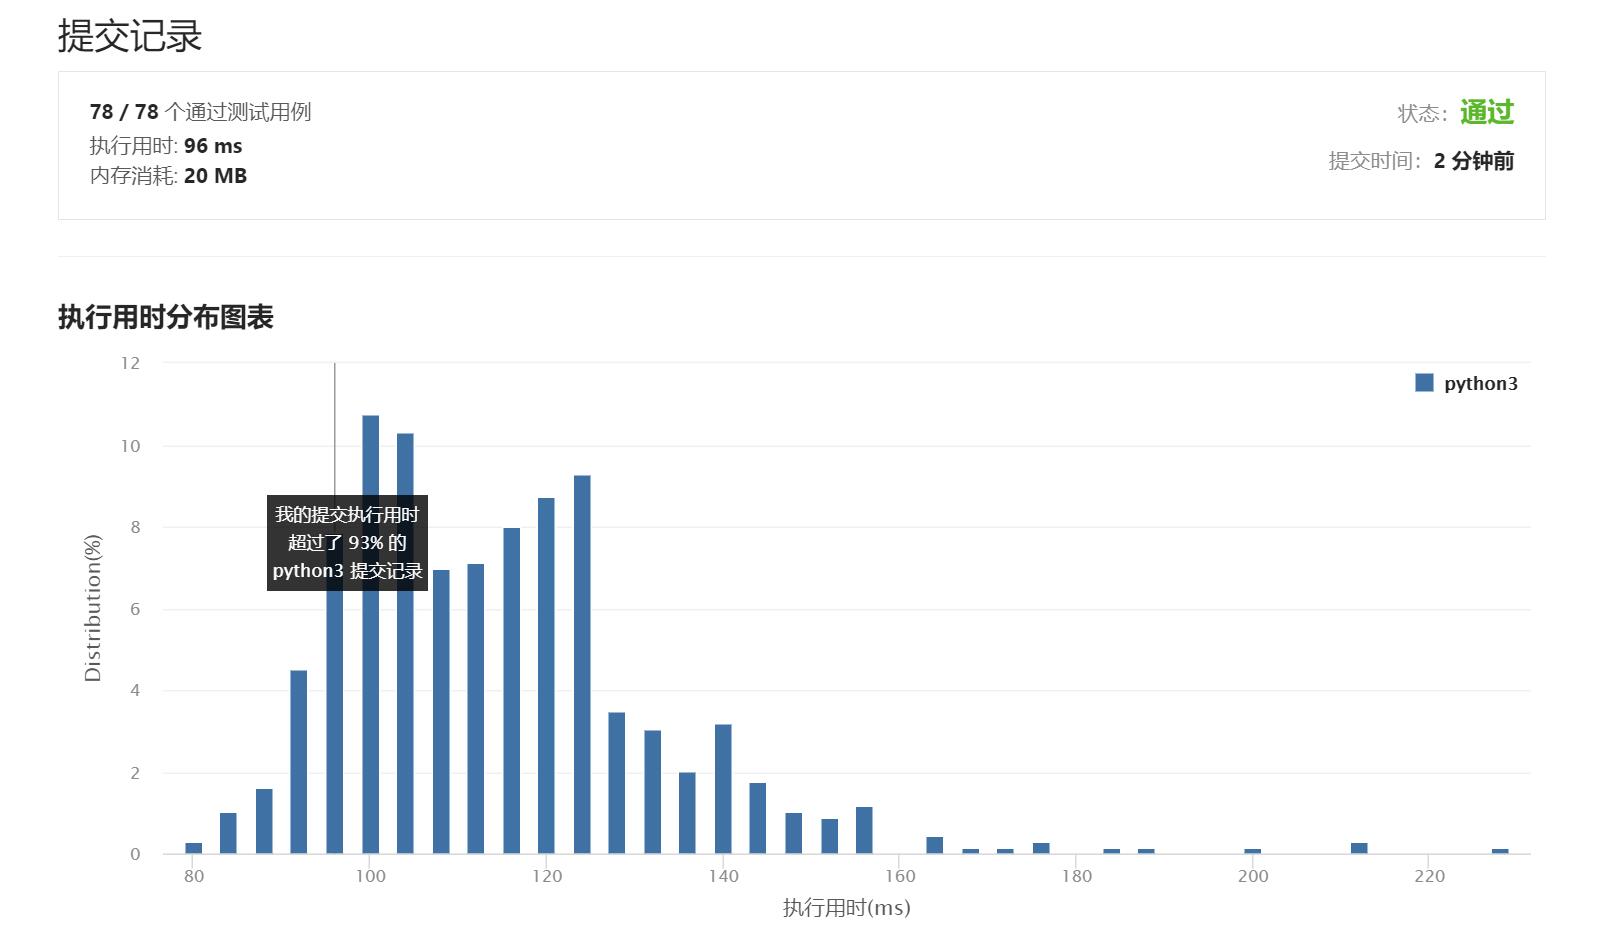 提交记录
78 / 78 个通过测试用例
状态：通过
执行用时: 96 ms
提交时间：2 分钟前
内存消耗: 20 MB
执行用时分布图表
12
10
8
6
4
2
0
Distribution(%)
python3
我的提交执行用时
超过了 93% 的
python3 提交记录
80 100 120 140 160 180 200 220
执行用时(ms)